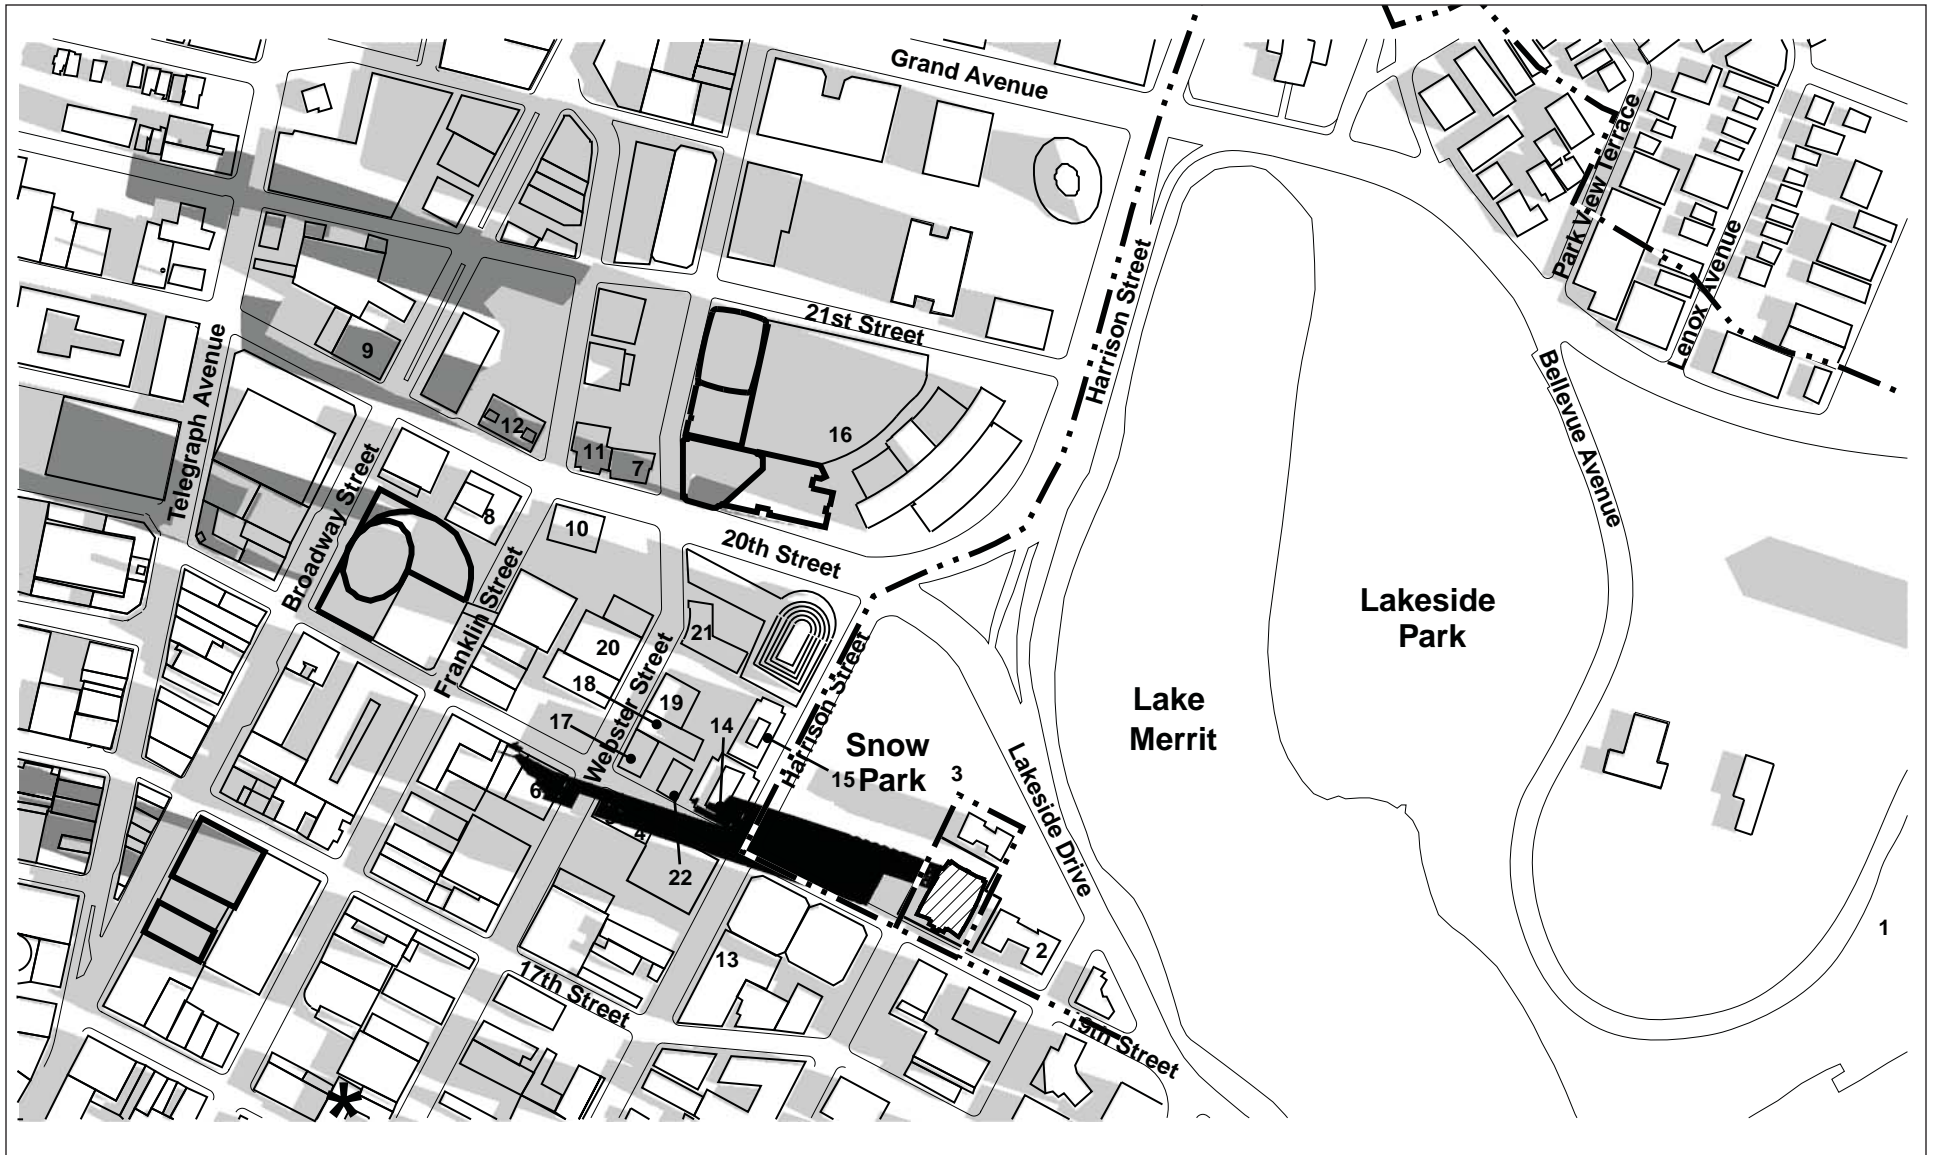 Grand Avenue
Park View Terrace
Lenox Avenue
Harrison Street
21st Street
Harrison Street
Telegraph Avenue
9
12
11
7
16
Bellevue Avenue
Broadway Street
8
10
20th Street
Franklin Street
Lakeside
Park
20
21
Webster Street
18
19
17
14
Harrison Street
15
Lake
Merrit
Snow
Park
3
Lakeside Drive
6
4
22
13
2
1
17th Street
19th Street
*